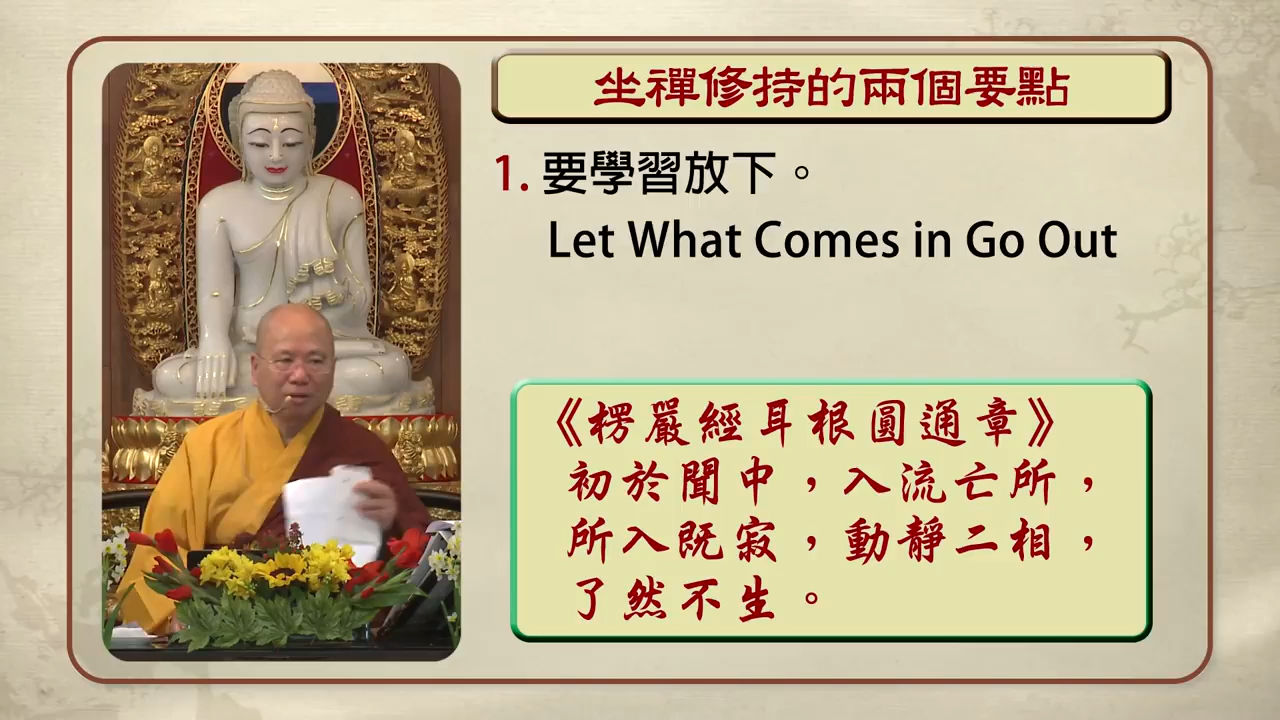 坐禪修持的兩個要點
1. 要學習放下。
Let What Comes in Go Out
《楞嚴經耳根圓通章》
初於聞中，入流亡所，
所入既寂，動靜二相，
了然不生。